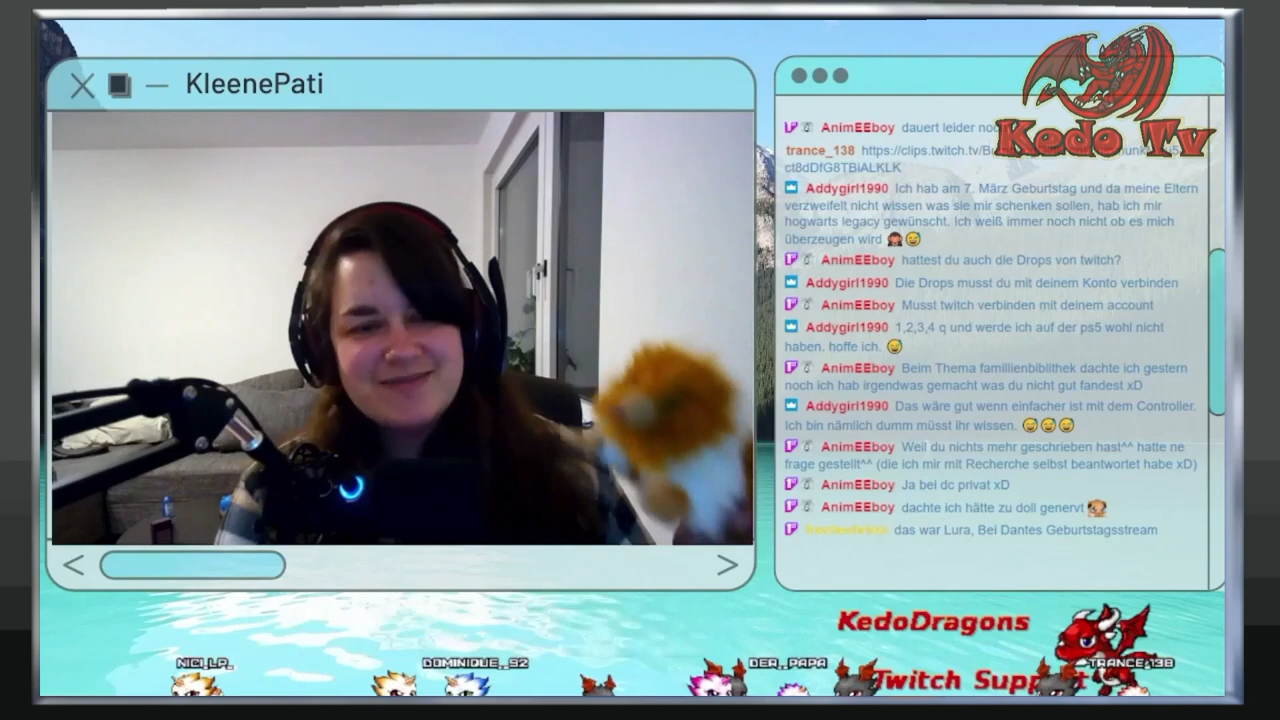 KleenePati
Kedo Tv
AnimEEboy dauert leider
trance_138 https://clips.twitch.tv/
ct8dDfG8TBiALKLK
Addygirl1990 Ich hab am 7. März Geburtstag und da meine Eltern
verzweifelt nicht wissen was sie mir schenken sollen, hab ich mir
hogwarts legacy gewünscht. Ich weiß immer noch nicht ob es mich
überzeugen wird
AnimEEboy hattest du auch die Drops von twitch?
Addygirl1990 Die Drops musst du mit deinem Konto verbinden
AnimEEboy Musst twitch verbinden mit deinem account
Addygirl1990 1,2,3,4 q und werde ich auf der ps5 wohl nicht
haben. hoffe ich.
AnimEEboy Beim Thema famillienbiblithek dachte ich gestern
noch ich hab irgendwas gemacht was du nicht gut fandest xD
Addygirl1990 Das wäre gut wenn einfacher ist mit dem Controller.
Ich bin nämlich dumm müsst ihr wissen.
AnimEEboy Weil du nichts mehr geschrieben hast^^ hatte ne
frage gestellt^^ (die ich mir mit Recherche selbst beantwortet habe xD)
AnimEEboy Ja bei dc privat xD
AnimEEboy dachte ich hätte zu doll genervt
das war Lura, Bei Dantes Geburtstagsstream
KedoDragons
NICI_LP_ DOMINIQUE_92 DER_PAPA TRANCE_138
Twitch